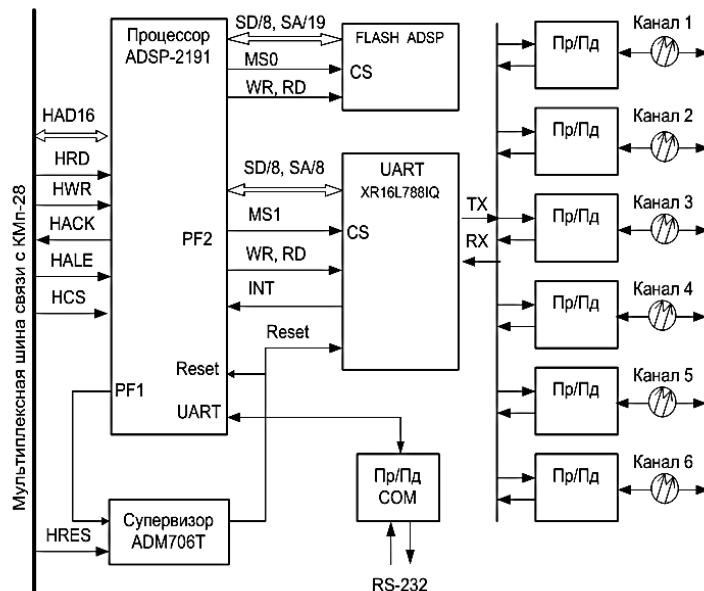 Мультиплексная шина связи с КМп-28
HAD16
HRD
HWR
HACK
HALE
HCS
HRES
Процессор
ADSP-2191
PF2
Reset
PF1
UART
Супервизор
ADM706T
SD/8, SA/19
MS0
WR, RD
FLASH ADSP
CS
SD/8, SA/8
MS1
WR, RD
INT
Reset
UART
XR16L788IQ
CS
TX
RX
Пр/Пд
COM
RS-232
Пр/Пд
Канал 1
Пр/Пд
Канал 2
Пр/Пд
Канал 3
Пр/Пд
Канал 4
Пр/Пд
Канал 5
Пр/Пд
Канал 6